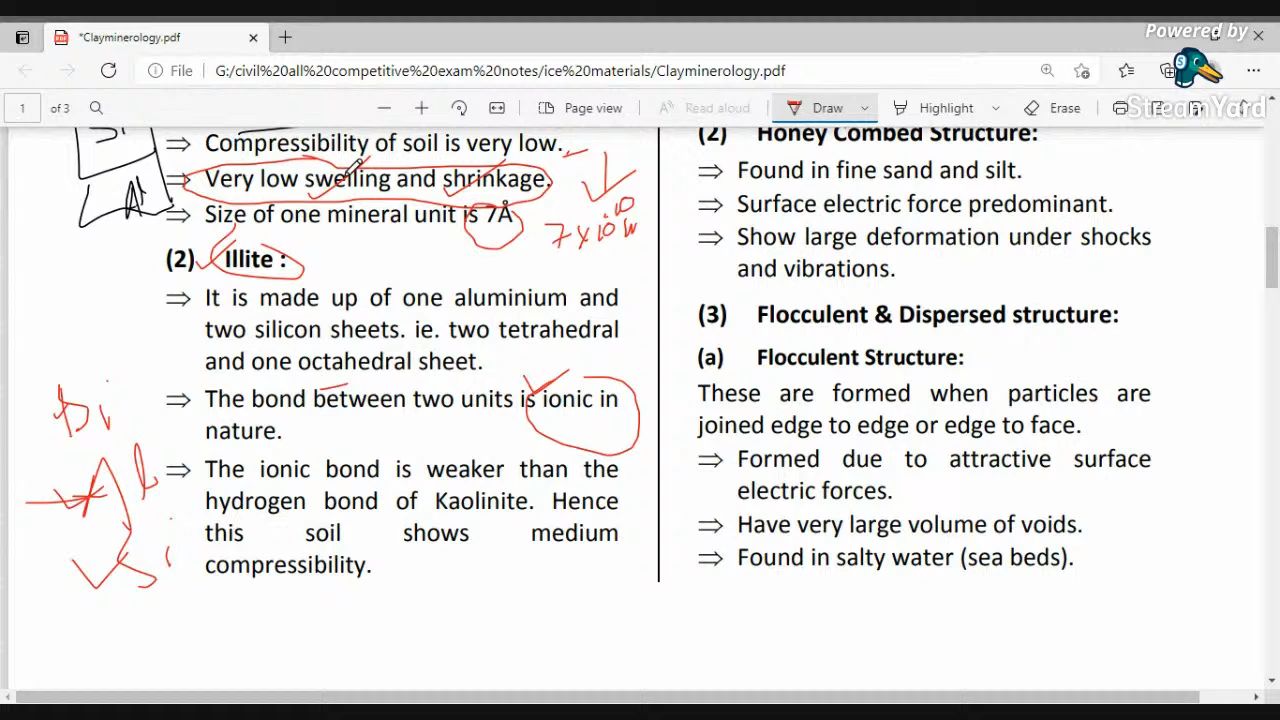 Powered by
*Clayminerology.pdf
File
G:/civil%20all%20competitive%20exam%20notes/ice%20materials/Clayminerology.pdf
1 of 3
Page view
Read aloud
Draw
Highlight
Erase
StreamYard
Si
Al
⇒ Compressibility of soil is very low.
⇒ Very low swelling and shrinkage.
⇒ Size of one mineral unit is 7Å
7 x 10
(2) Illite :
⇒ It is made up of one aluminium and
two silicon sheets. ie. two tetrahedral
and one octahedral sheet.
⇒ The bond between two units is ionic in
nature.
⇒ The ionic bond is weaker than the
hydrogen bond of Kaolinite. Hence
this soil shows medium
compressibility.
Si
Si
(2) Honey Combed Structure:
⇒ Found in fine sand and silt.
⇒ Surface electric force predominant.
⇒ Show large deformation under shocks
and vibrations.
(3) Flocculent & Dispersed structure:
(a) Flocculent Structure:
These are formed when particles are
joined edge to edge or edge to face.
⇒ Formed due to attractive surface
electric forces.
⇒ Have very large volume of voids.
⇒ Found in salty water (sea beds).